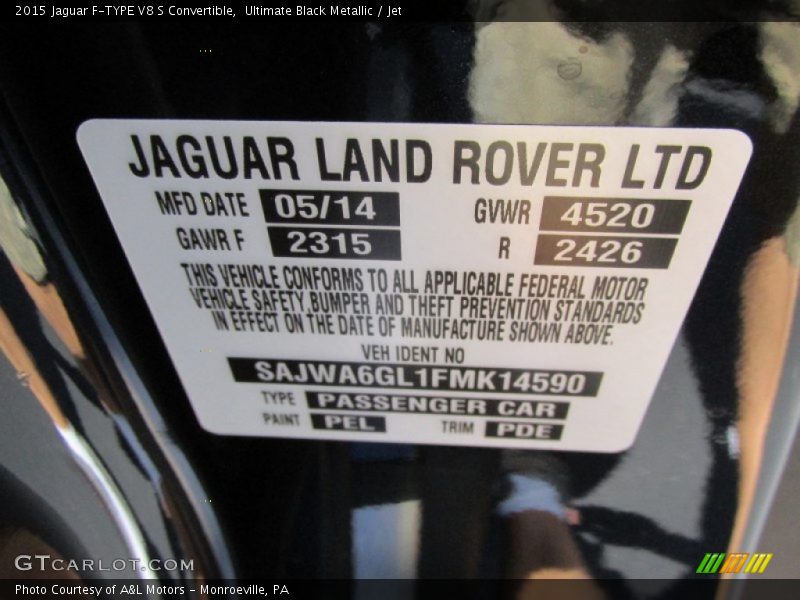 2015 Jaguar F-TYPE V8 S Convertible,  Ultimate Black Metallic / Jet
JAGUAR LAND ROVER LTD
MFD DATE 05/14 GVWR 4520
GAWR F 2315 R 2426
THIS VEHICLE CONFORMS TO ALL APPLICABLE FEDERAL MOTOR
VEHICLE SAFETY, BUMPER AND THEFT PREVENTION STANDARDS
IN EFFECT ON THE DATE OF MANUFACTURE SHOWN ABOVE.
VEH IDENT NO
SAJWA6GL1FMK14590
TYPE PASSENGER CAR
PAINT PEL TRIM PDE
GTCARLOT.COM
Photo Courtesy of A&L Motors - Monroeville, PA